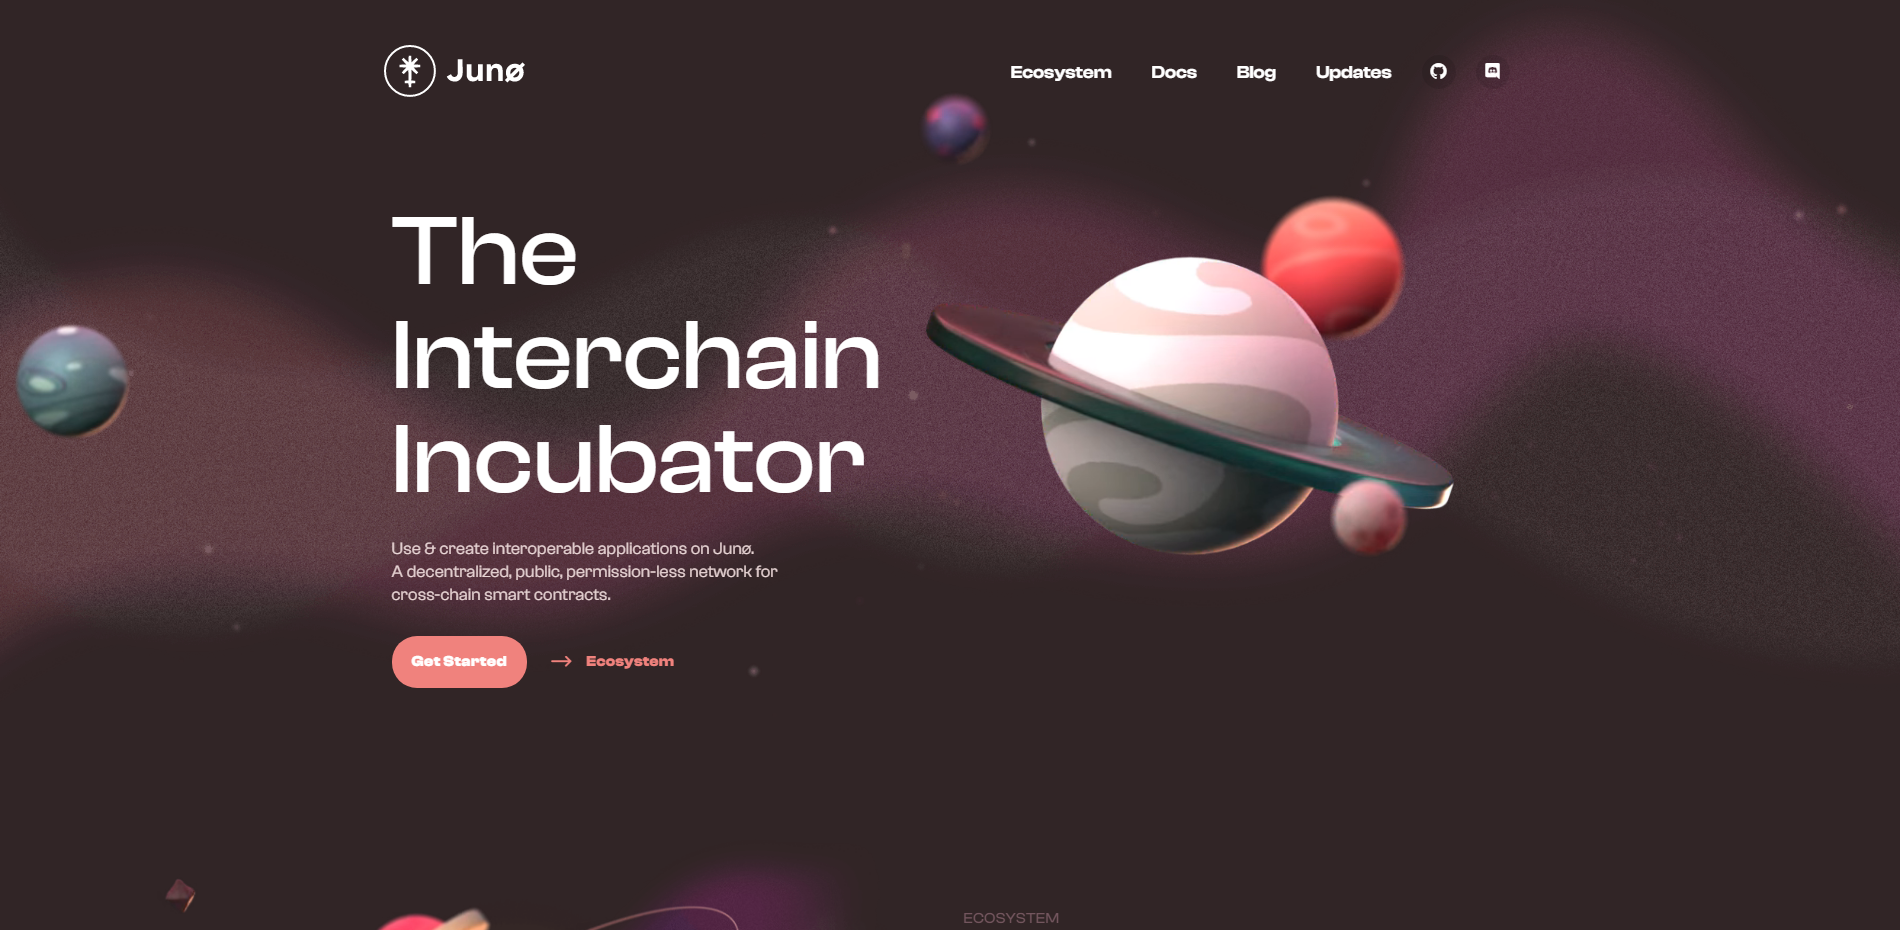 Junø
Ecosystem
Docs
Blog
Updates
The
Interchain
Incubator
Use & create interoperable applications on Junø.
A decentralized, public, permission-less network for
cross-chain smart contracts.
Get Started
→ Ecosystem
ECOSYSTEM